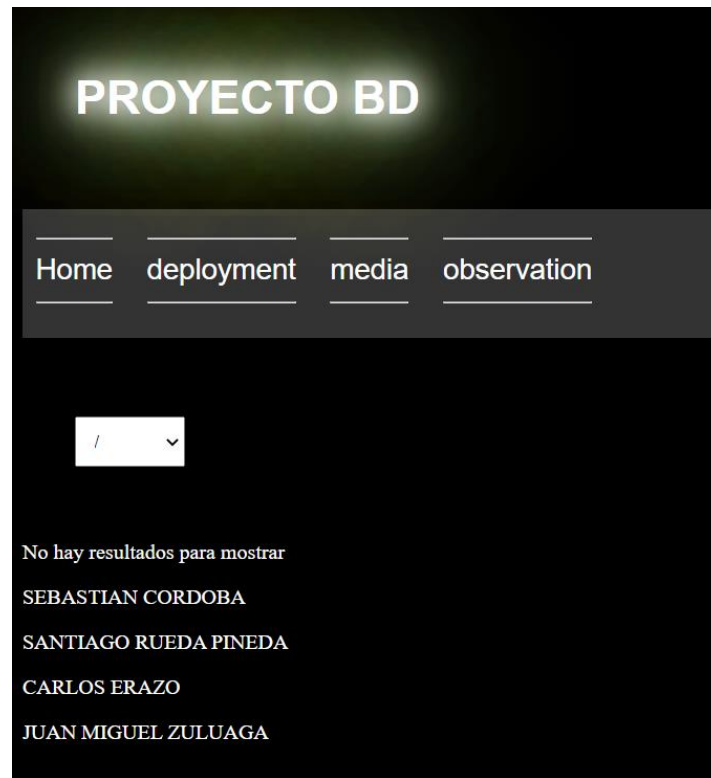 PROYECTO BD
Home deployment media observation
/
No hay resultados para mostrar
SEBASTIAN CORDOBA
SANTIAGO RUEDA PINEDA
CARLOS ERAZO
JUAN MIGUEL ZULUAGA